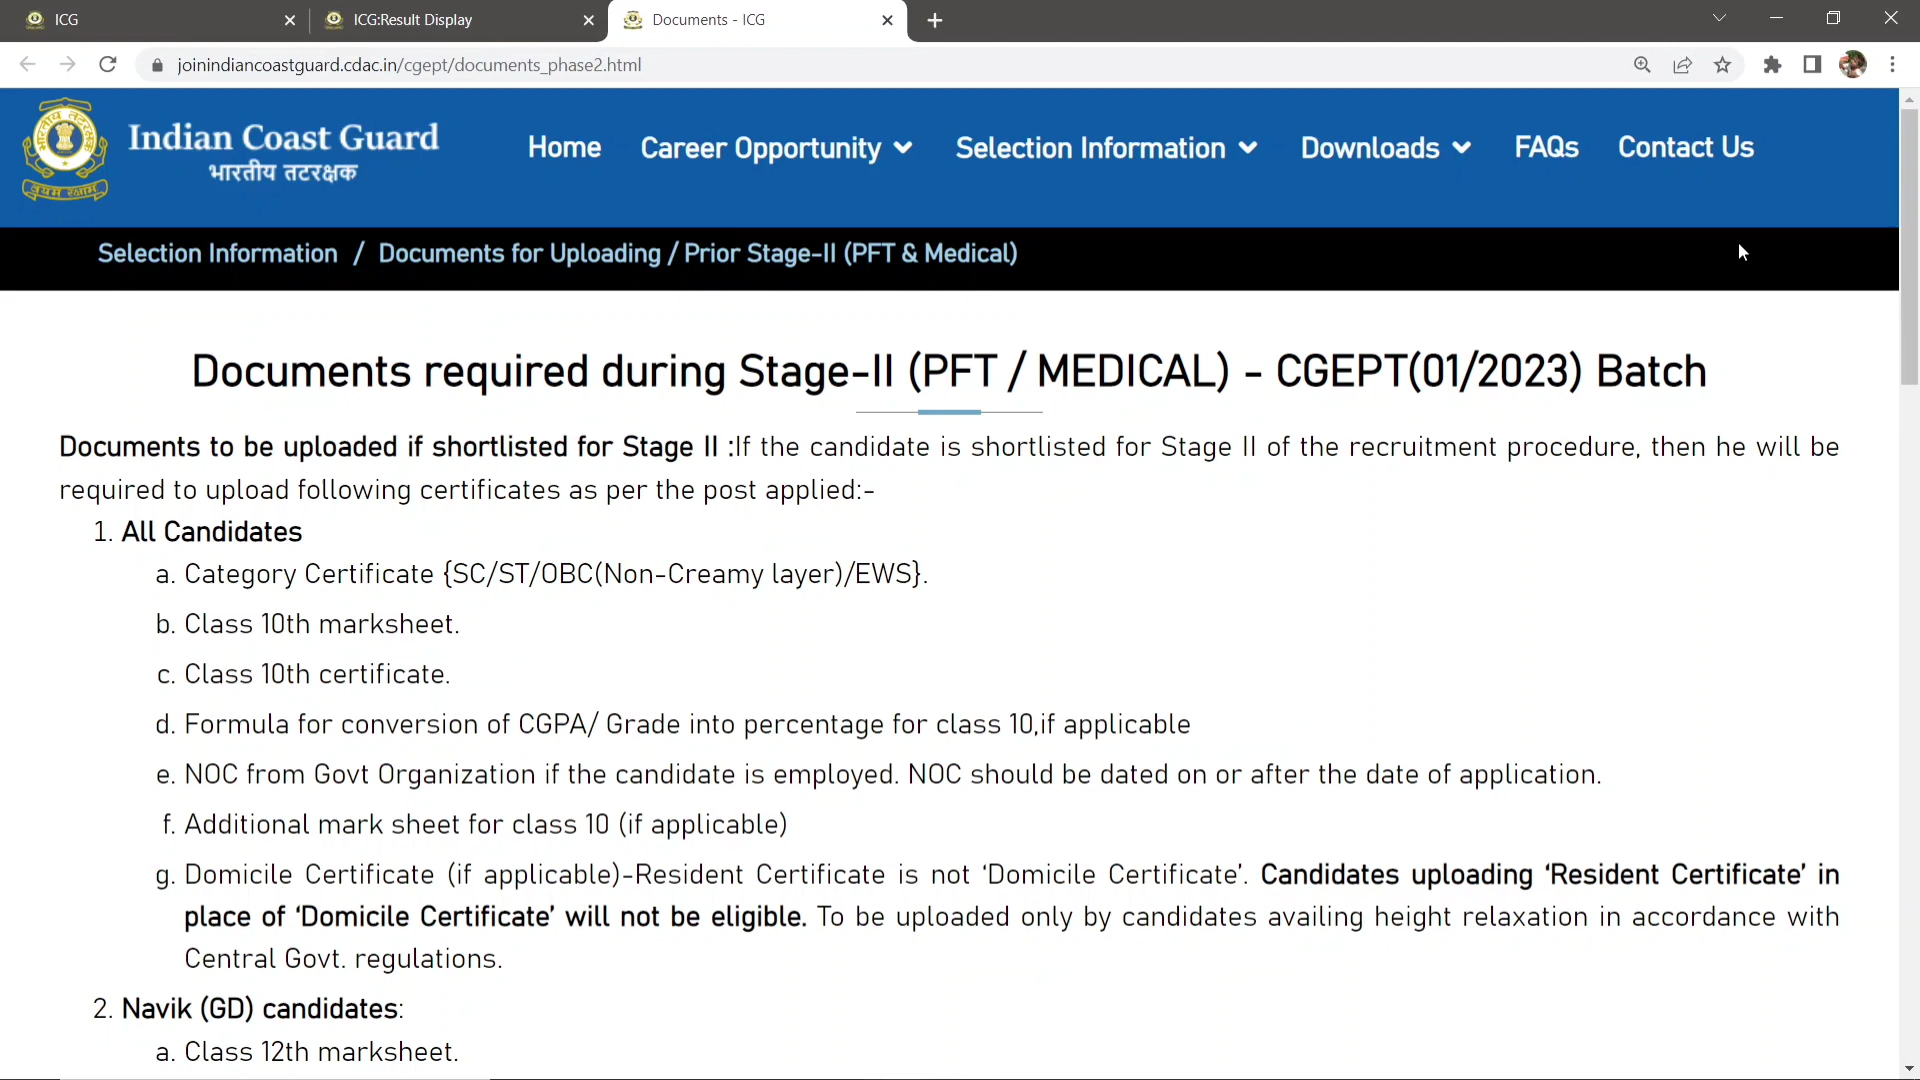 ICG
ICG:Result Display
Documents - ICG
joinindiancoastguard.cdac.in/cgept/documents_phase2.html
Indian Coast Guard
भारतीय तटरक्षक
Home
Career Opportunity
Selection Information
Downloads
FAQs
Contact Us
Selection Information / Documents for Uploading / Prior Stage-II (PFT & Medical)
Documents required during Stage-II (PFT / MEDICAL) - CGEPT(01/2023) Batch
Documents to be uploaded if shortlisted for Stage II :If the candidate is shortlisted for Stage II of the recruitment procedure, then he will be
required to upload following certificates as per the post applied:-
1. All Candidates
a. Category Certificate {SC/ST/OBC(Non-Creamy layer)/EWS}.
b. Class 10th marksheet.
c. Class 10th certificate.
d. Formula for conversion of CGPA/ Grade into percentage for class 10,if applicable
e. NOC from Govt Organization if the candidate is employed. NOC should be dated on or after the date of application.
f. Additional mark sheet for class 10 (if applicable)
g. Domicile Certificate (if applicable)-Resident Certificate is not ‘Domicile Certificate’. Candidates uploading ‘Resident Certificate’ in
place of ‘Domicile Certificate’ will not be eligible. To be uploaded only by candidates availing height relaxation in accordance with
Central Govt. regulations.
2. Navik (GD) candidates:
a. Class 12th marksheet.